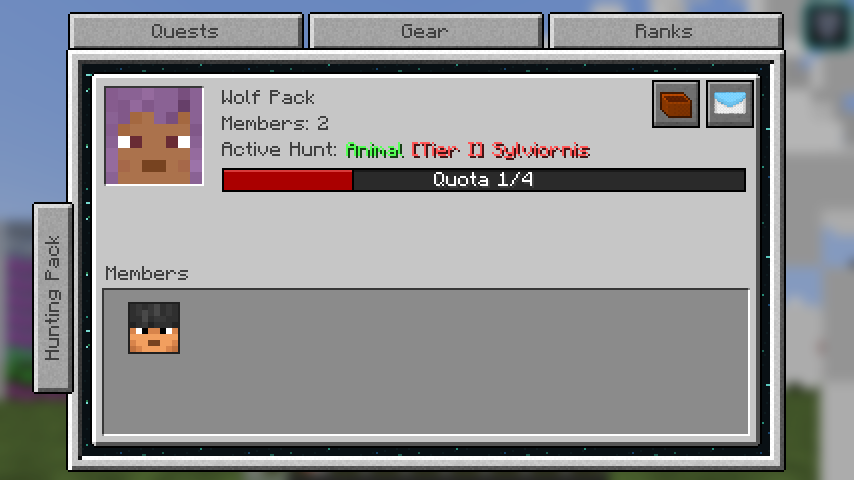 Quests
Gear
Ranks
Wolf Pack
Members: 2
Active Hunt: Animal [Tier I] Sylviornis
Quota 1/4
Hunting Pack
Members